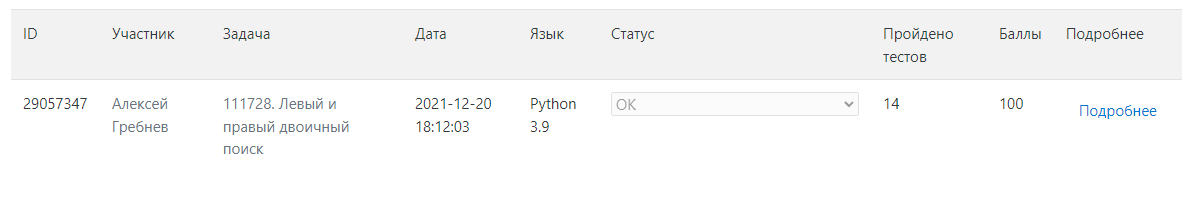 ID Участник Задача Дата Язык Статус Пройдено тестов Баллы Подробнее
29057347 Алексей Гребнев 111728. Левый и правый двоичный поиск 2021-12-20 18:12:03 Python 3.9 OK 14 100 Подробнее